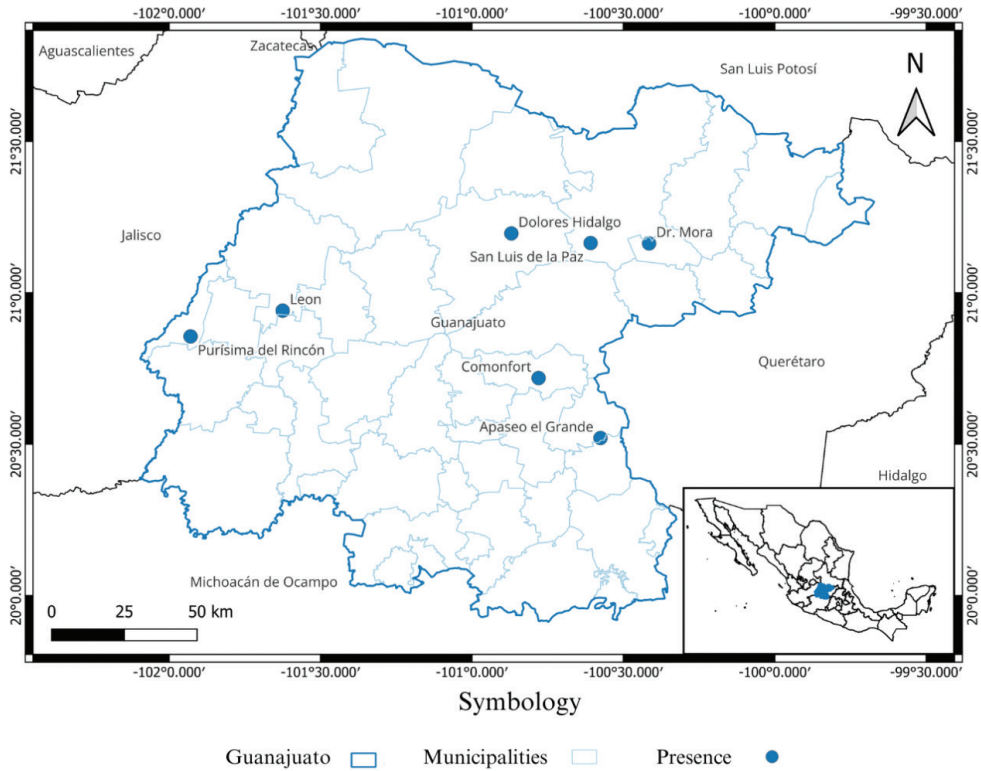 -102°0.000' -101°30.000' -101°0.000' -100°30.000' -100°0.000' -99°30.000'
Aguascalientes
Zacatecas
San Luis Potosí
N
21°30.000'
21°30.000'
Jalisco
Dolores Hidalgo
Dr. Mora
San Luis de la Paz
21°0.000'
21°0.000'
Leon
Guanajuato
Purísima del Rincón
Querétaro
Comonfort
Apaseo el Grande
20°30.000'
20°30.000'
Hidalgo
Michoacán de Ocampo
20°0.000'
20°0.000'
0 25 50 km
-102°0.000' -101°30.000' -101°0.000' -100°30.000' -100°0.000' -99°30.000'
Symbology
Guanajuato Municipalities Presence